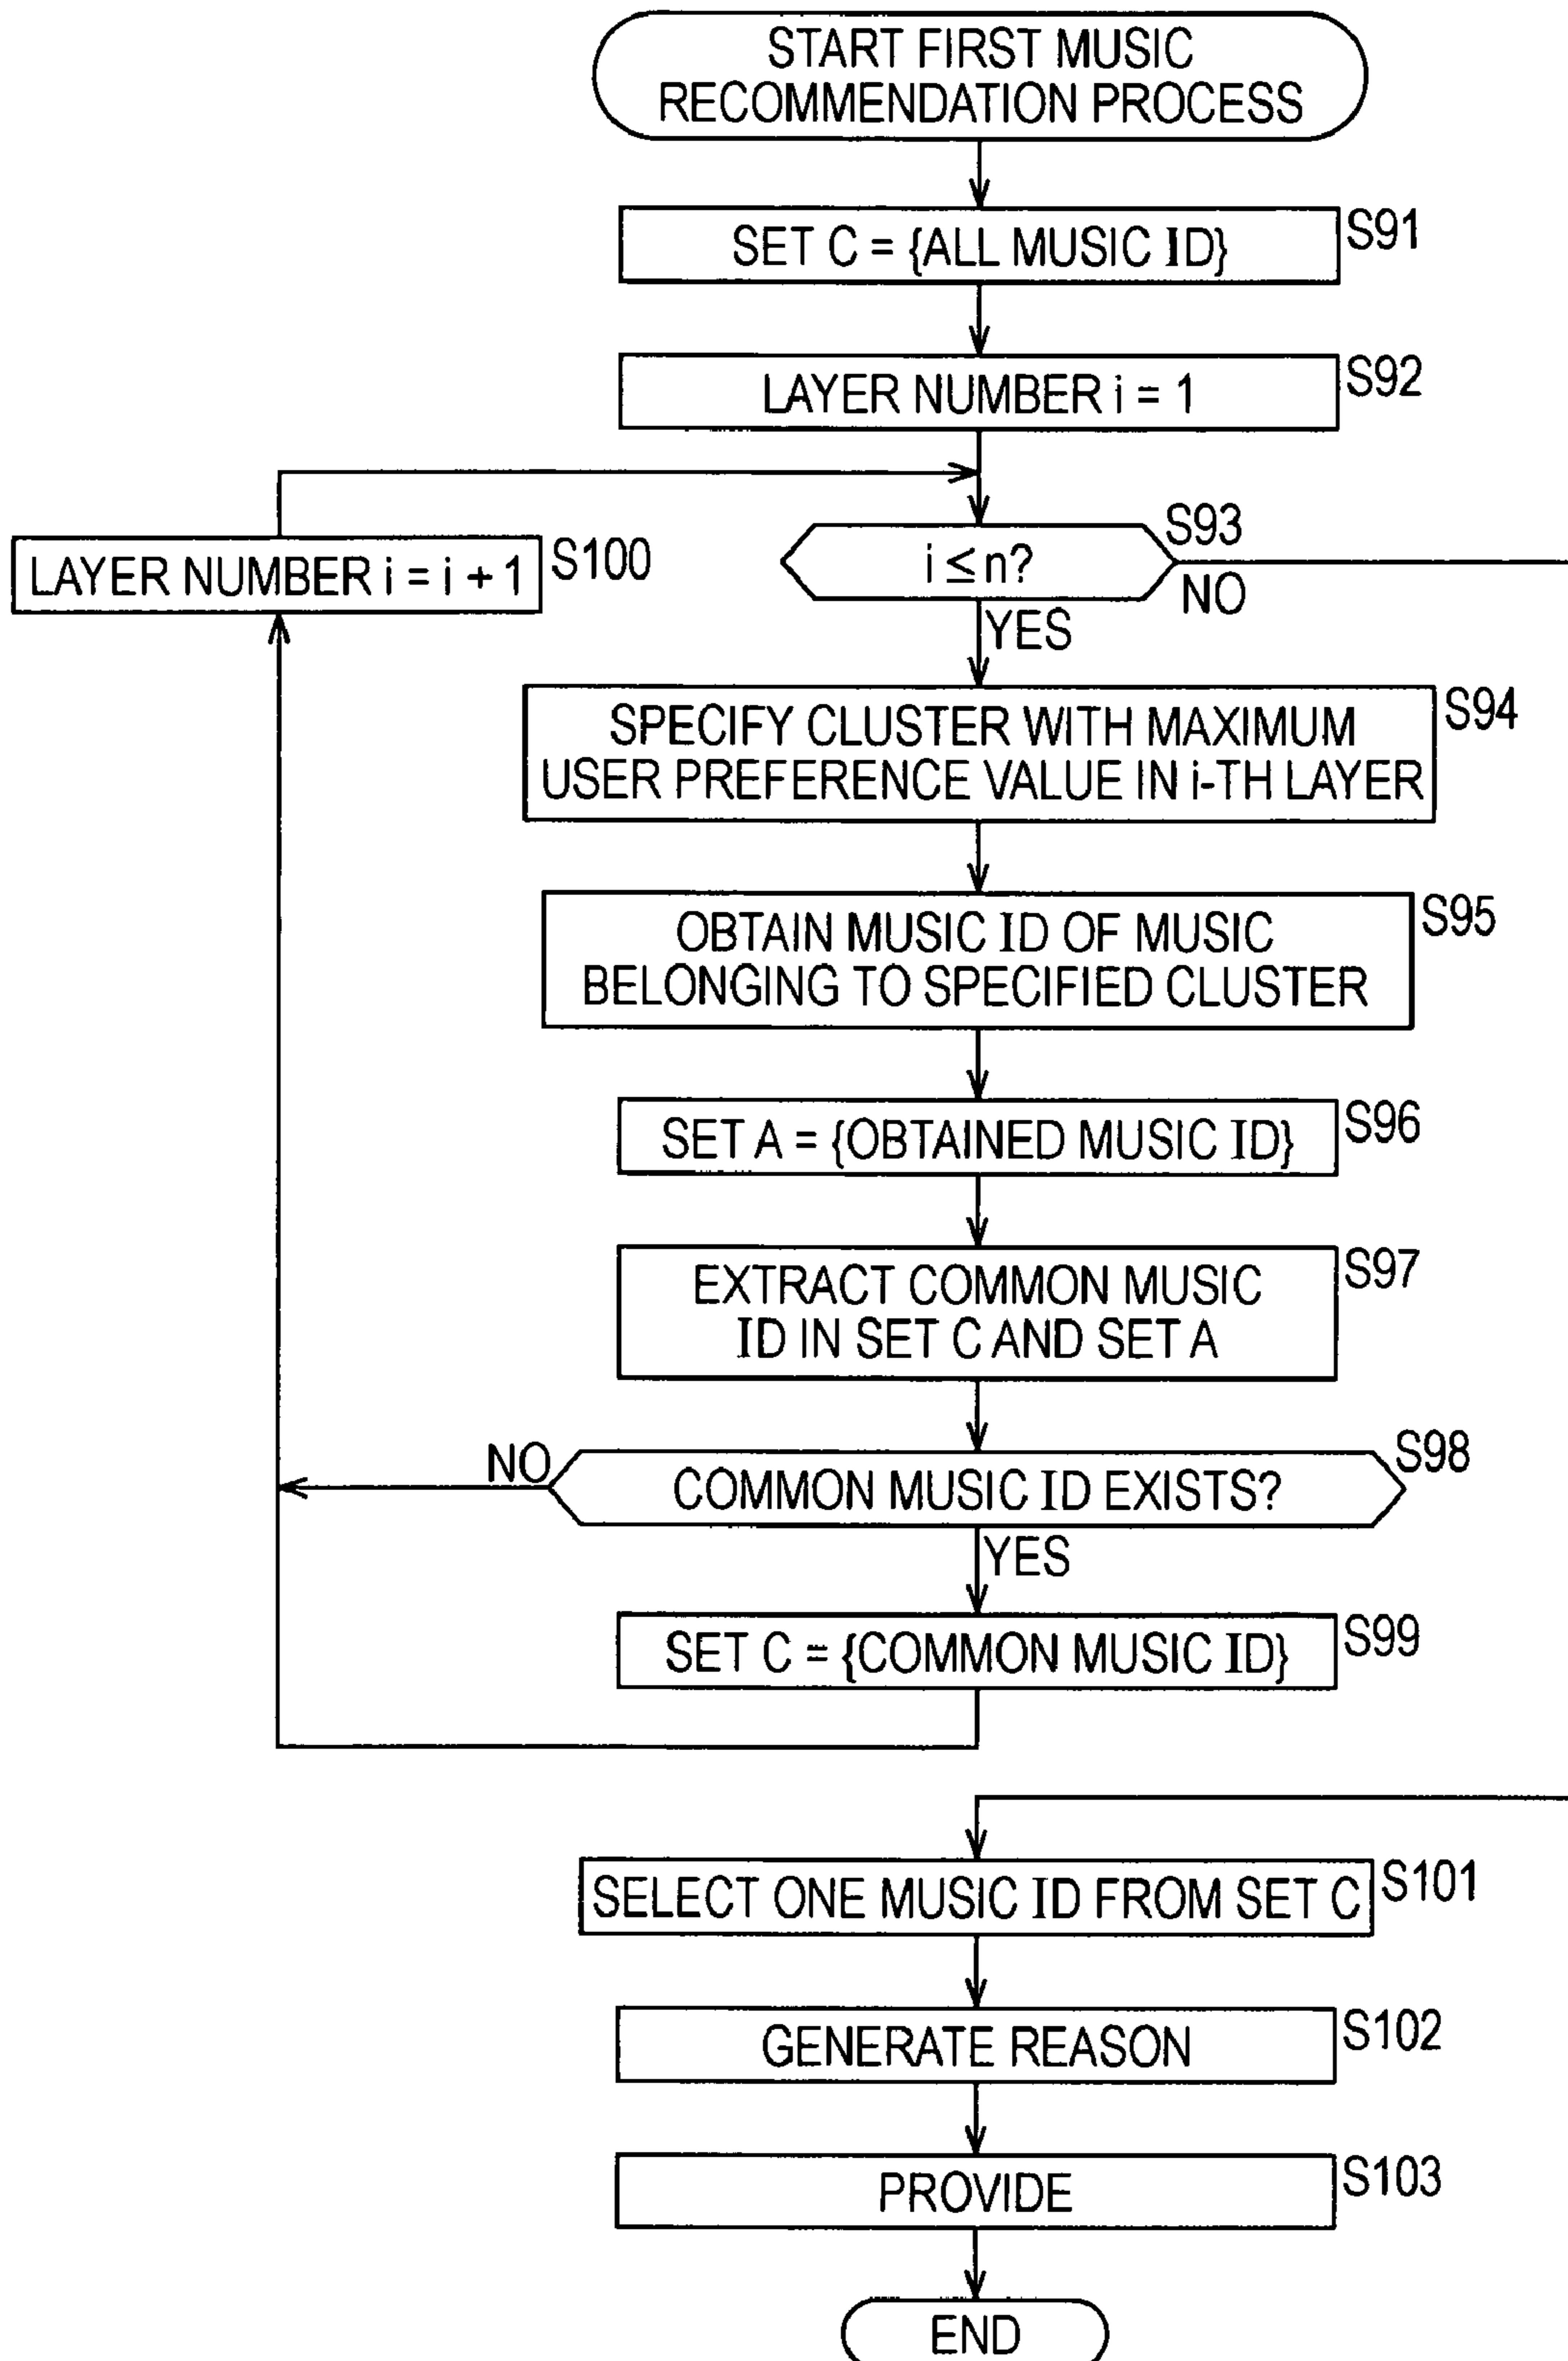 START FIRST MUSIC
RECOMMENDATION PROCESS
SET C = {ALL MUSIC ID}
S91
LAYER NUMBER i = 1
S92
LAYER NUMBER i = i + 1
S100
i ≤ n?
S93
NO
YES
SPECIFY CLUSTER WITH MAXIMUM
USER PREFERENCE VALUE IN i-TH LAYER
S94
OBTAIN MUSIC ID OF MUSIC
BELONGING TO SPECIFIED CLUSTER
S95
SET A = {OBTAINED MUSIC ID}
S96
EXTRACT COMMON MUSIC
ID IN SET C AND SET A
S97
NO
COMMON MUSIC ID EXISTS?
S98
YES
SET C = {COMMON MUSIC ID}
S99
SELECT ONE MUSIC ID FROM SET C
S101
GENERATE REASON
S102
PROVIDE
S103
END